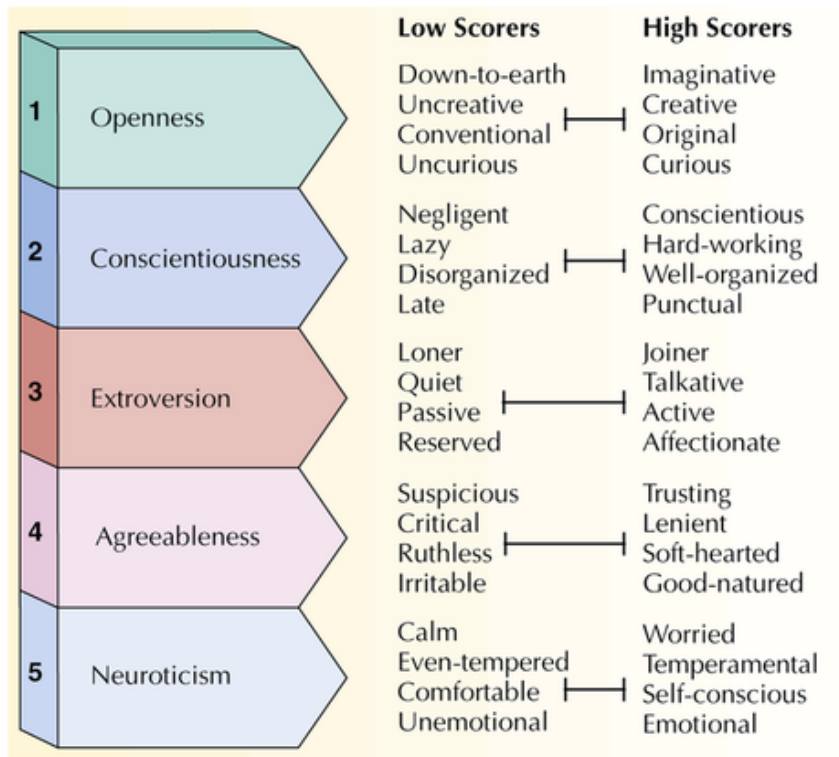 Low Scorers High Scorers
1 Openness
Down-to-earth Imaginative
Uncreative Creative
Conventional Original
Uncurious Curious
2 Conscientiousness
Negligent Conscientious
Lazy Hard-working
Disorganized Well-organized
Late Punctual
3 Extroversion
Loner Joiner
Quiet Talkative
Passive Active
Reserved Affectionate
4 Agreeableness
Suspicious Trusting
Critical Lenient
Ruthless Soft-hearted
Irritable Good-natured
5 Neuroticism
Calm Worried
Even-tempered Temperamental
Comfortable Self-conscious
Unemotional Emotional